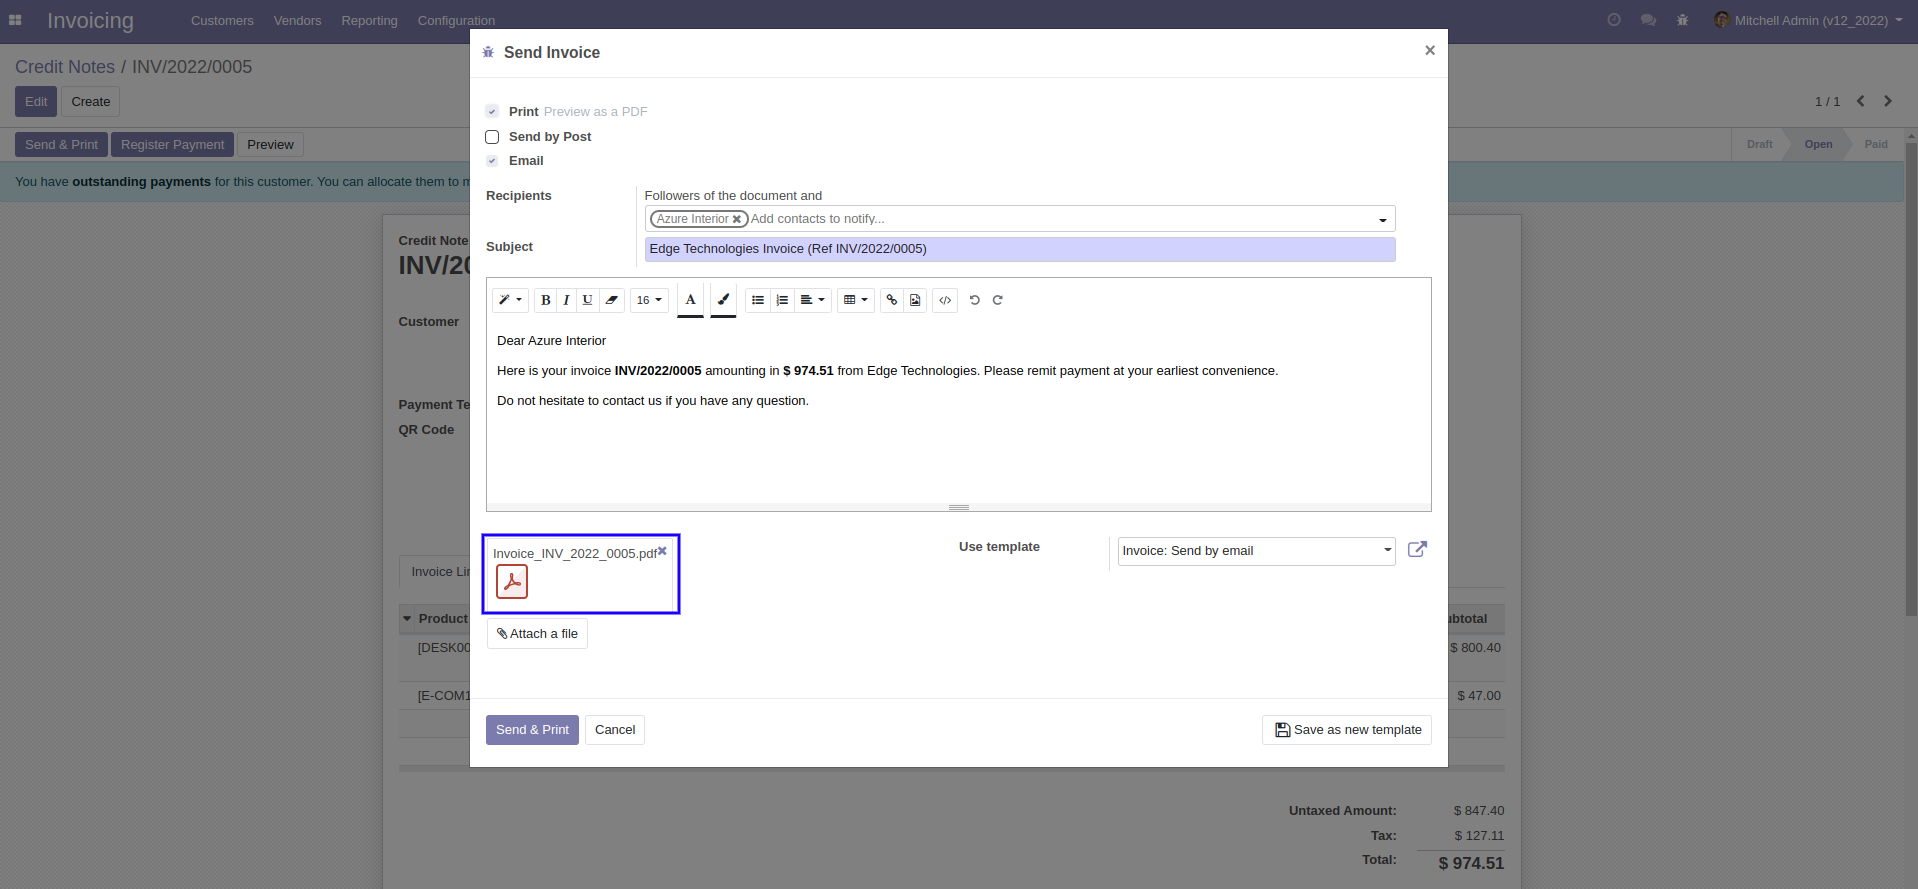 Invoicing
Customers Vendors Reporting Configuration
Mitchell Admin (v12_2022)
Credit Notes / INV/2022/0005
Edit Create
1 / 1
Send & Print Register Payment Preview
Draft Open Paid
You have outstanding payments for this customer. You can allocate them to m
Credit Note
INV/20
Customer
Payment Te
QR Code
Invoice Lin
Product
ubtotal
[DESK00
$ 800.40
[E-COM1
$ 47.00
Untaxed Amount: $ 847.40
Tax: $ 127.11
Total: $ 974.51
Send Invoice
×
Print Preview as a PDF
Send by Post
Email
Recipients
Followers of the document and
Azure Interior Add contacts to notify...
Subject
Edge Technologies Invoice (Ref INV/2022/0005)
B I U 16 A
Dear Azure Interior
Here is your invoice INV/2022/0005 amounting in $ 974.51 from Edge Technologies. Please remit payment at your earliest convenience.
Do not hesitate to contact us if you have any question.
Invoice_INV_2022_0005.pdf
Use template
Invoice: Send by email
Attach a file
Send & Print Cancel
Save as new template